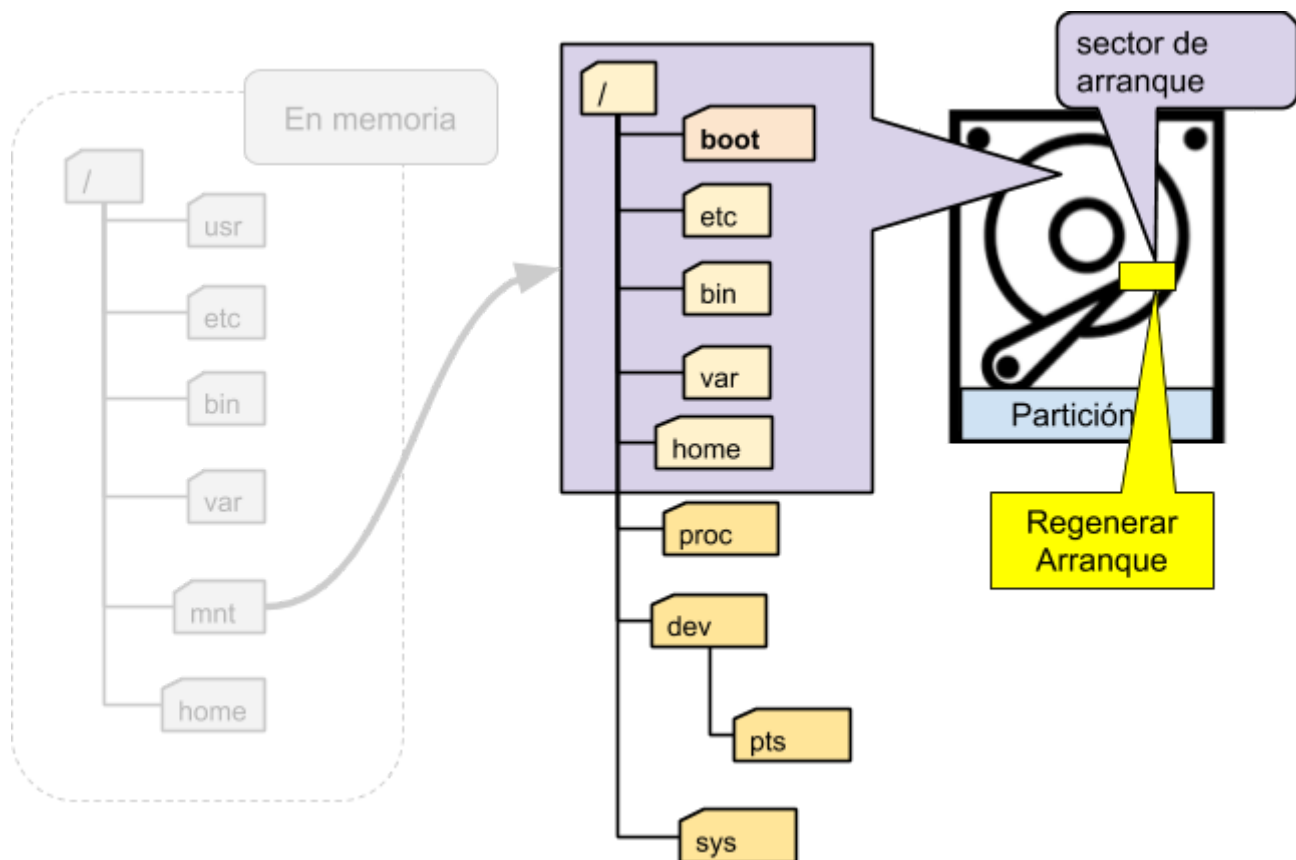 En memoria
/
usr
etc
bin
var
mnt
home
/
boot
etc
bin
var
home
proc
dev
pts
sys
sector de
arranque
Partición
Regenerar
Arranque